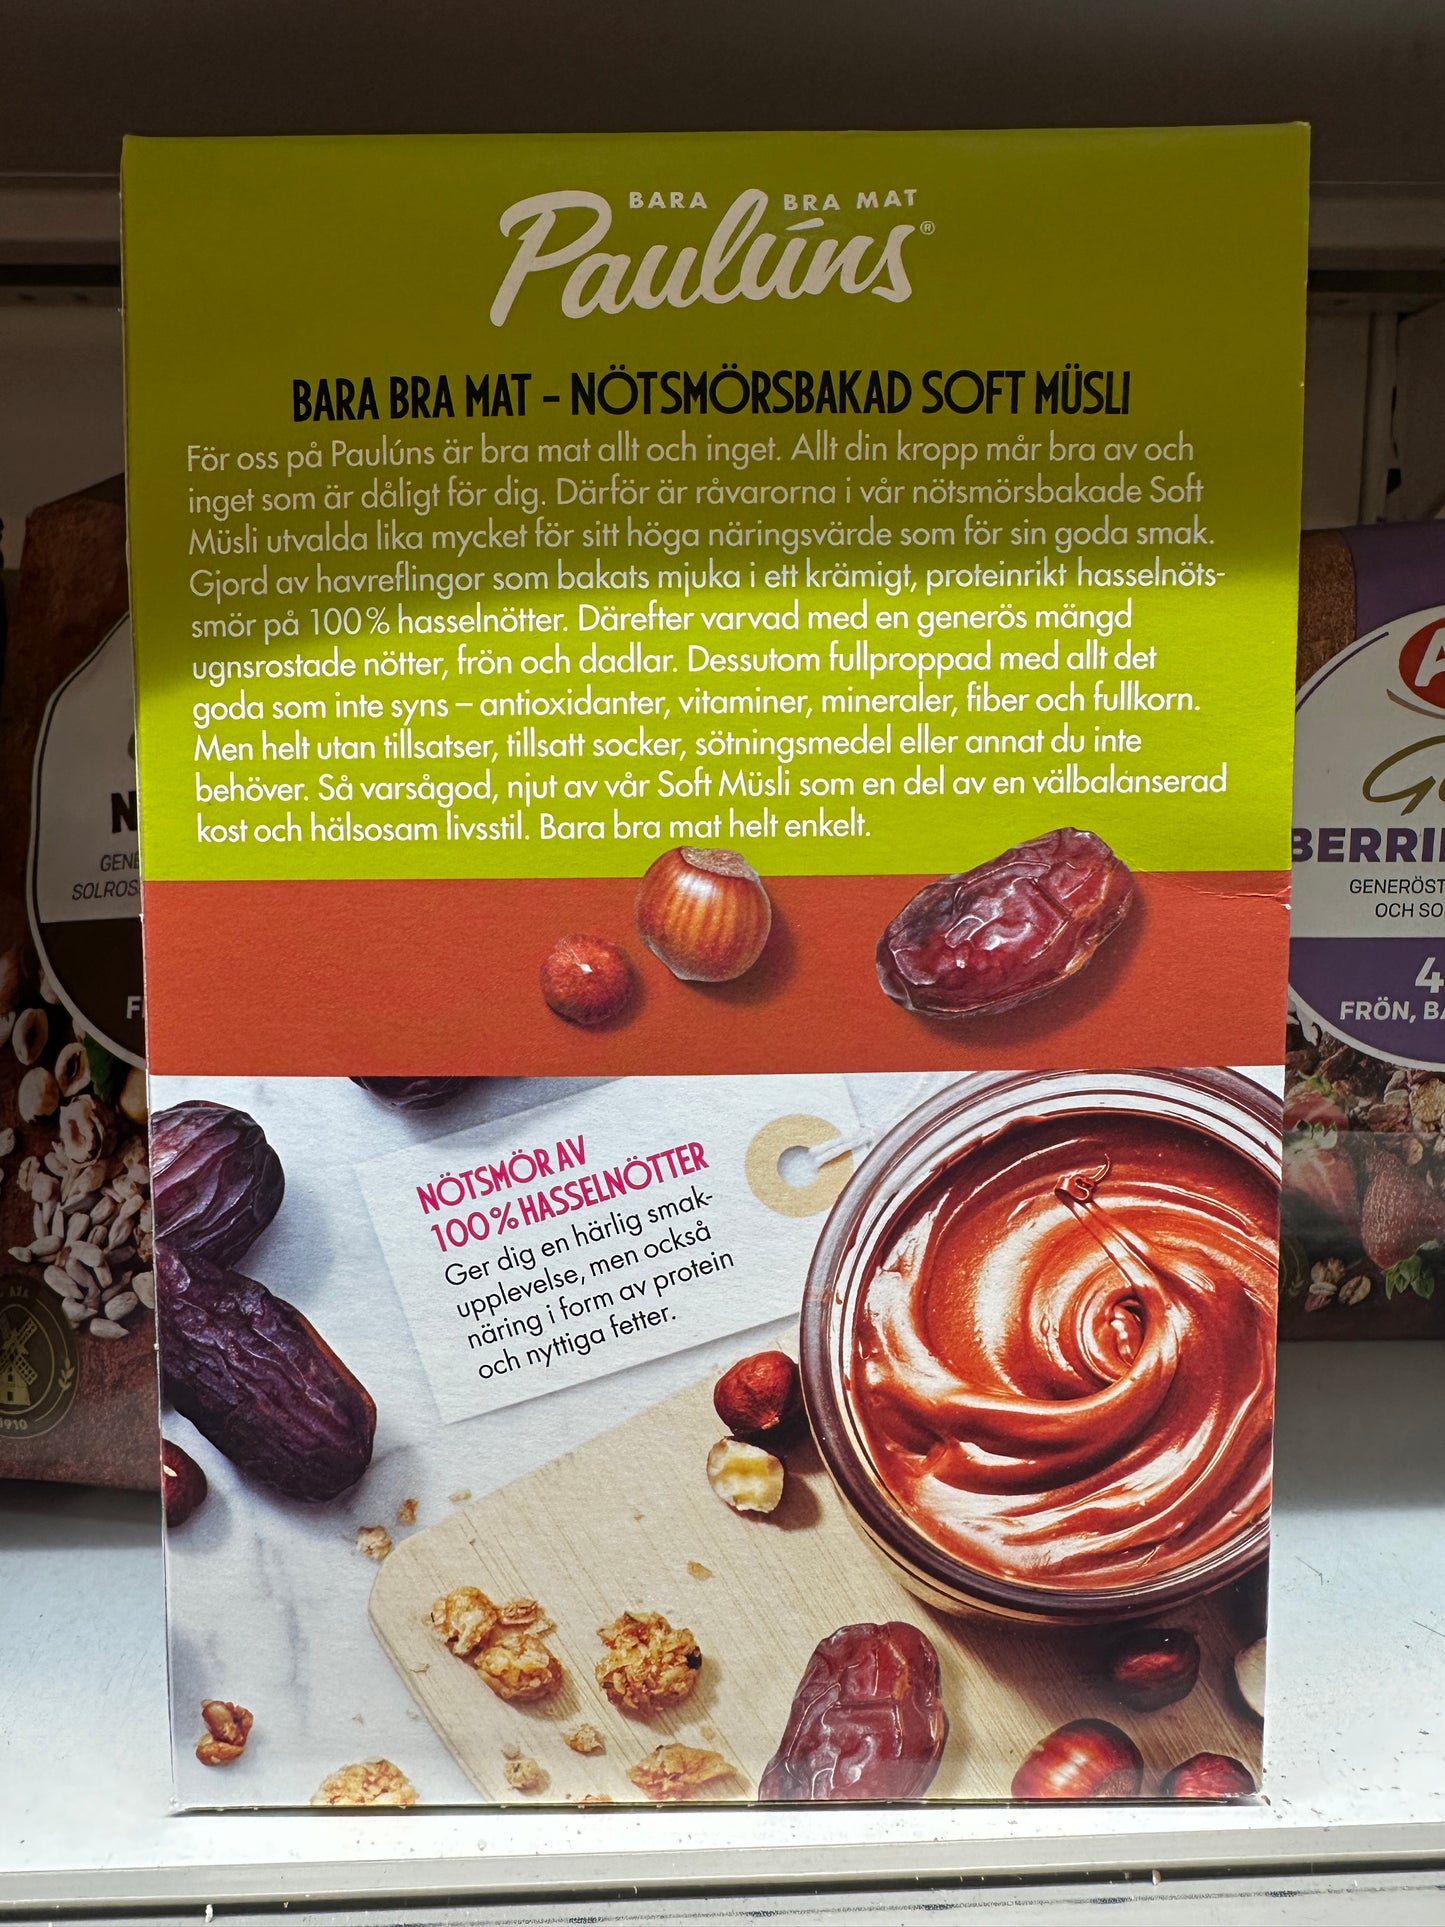 BARA BRA MAT
Paulúns®
BARA BRA MAT – NÖTSMÖRSBAKAD SOFT MÜSLI
För oss på Paulúns är bra mat allt och inget. Allt din kropp mår bra av och
inget som är dåligt för dig. Därför är råvarorna i vår nötsmörsbakade Soft
Müsli utvalda lika mycket för sitt höga näringsvärde som för sin goda smak.
Gjord av havreflingor som bakats mjuka i ett krämigt, proteinrikt hasselnöts-
smör på 100% hasselnötter. Därefter varvad med en generös mängd
ugnsrostade nötter, frön och dadlar. Dessutom fullproppad med allt det
goda som inte syns – antioxidanter, vitaminer, mineraler, fiber och fullkorn.
Men helt utan tillsatser, tillsatt socker, sötningsmedel eller annat du inte
behöver. Så varsågod, njut av vår Soft Müsli som en del av en välbalanserad
kost och hälsosam livsstil. Bara bra mat helt enkelt.
NÖTSMÖR AV
100% HASSELNÖTTER
Ger dig en härlig smak-
upplevelse, men också
näring i form av protein
och nyttiga fetter.
N
GENE
SOLROS
F
AXA
1910
A
G
BERRI
GENERÖST
OCH SO
4
FRÖN, BA